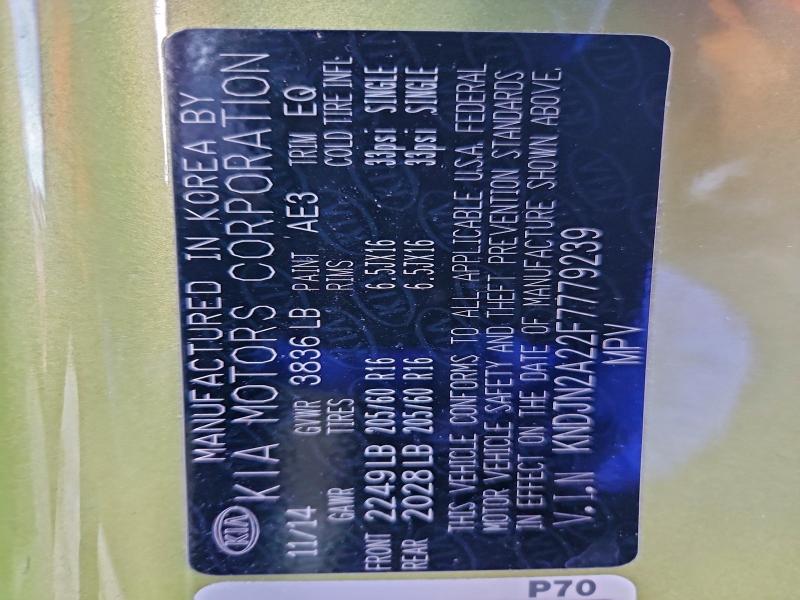 MANUFACTURED IN KOREA BY
KIA KIA MOTORS CORPORATION
11/14 GVWR 3836 LB PAINT AE3 TRIM EQ
GAWR TIRES RIMS COLD TIRE INFL
FRONT 2249LB 205/60 R16 6.5JX16 33psi SINGLE
REAR 2028LB 205/60 R16 6.5JX16 33psi SINGLE
THIS VEHICLE CONFORMS TO ALL APPLICABLE U.S.A. FEDERAL
MOTOR VEHICLE SAFETY AND THEFT PREVENTION STANDARDS
IN EFFECT ON THE DATE OF MANUFACTURE SHOWN ABOVE.
V.I.N KNDJN2A22F7779239
MPV
P70